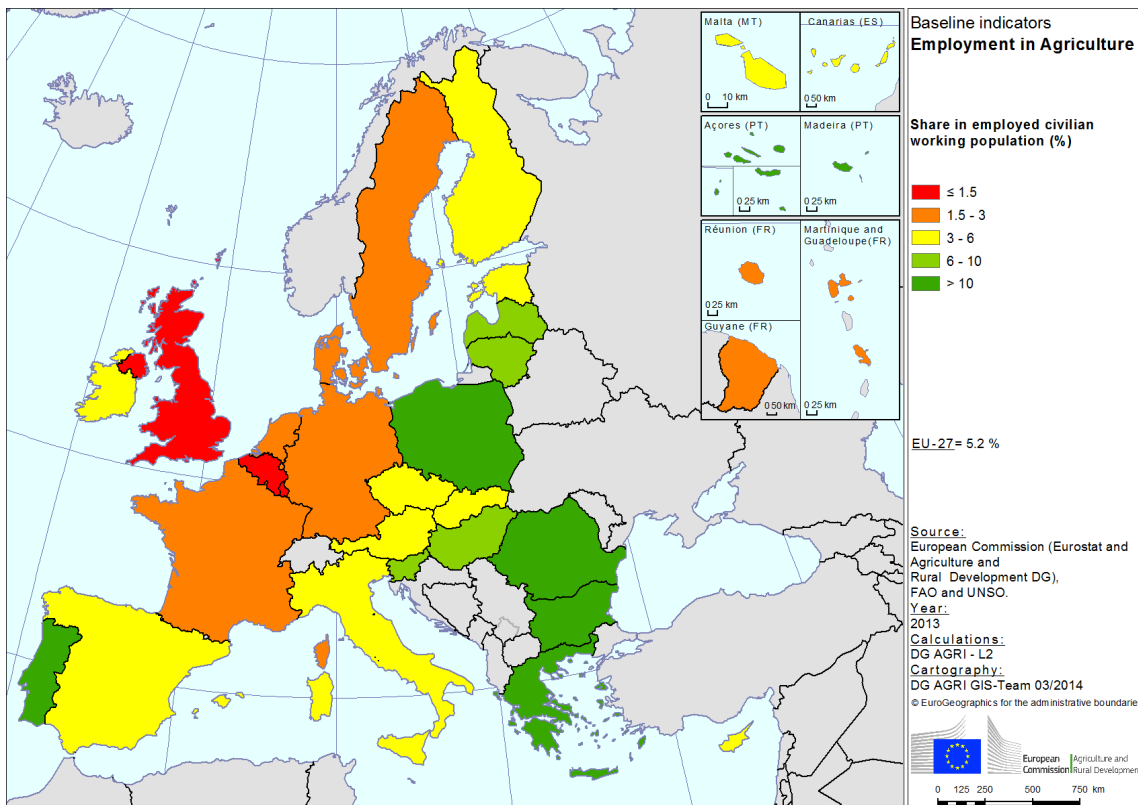 Malta (MT)
0 10 km
Canarias (ES)
0 50 km
Açores (PT)
0 25 km
Madeira (PT)
0 25 km
Réunion (FR)
0 25 km
Martinique and
Guadeloupe(FR)
0 25 km
Guyane (FR)
0 50 km
Baseline indicators
Employment in Agriculture
Share in employed civilian
working population (%)
≤ 1.5
1.5 - 3
3 - 6
6 - 10
> 10
EU-27= 5.2 %
Source:
European Commission (Eurostat and
Agriculture and
Rural Development DG),
FAO and UNSO.
Year:
2013
Calculations:
DG AGRI - L2
Cartography:
DG AGRI GIS-Team 03/2014
© EuroGeographics for the administrative boundarie
European
Commission
Agriculture and
Rural Development
0 125 250 500 750 km